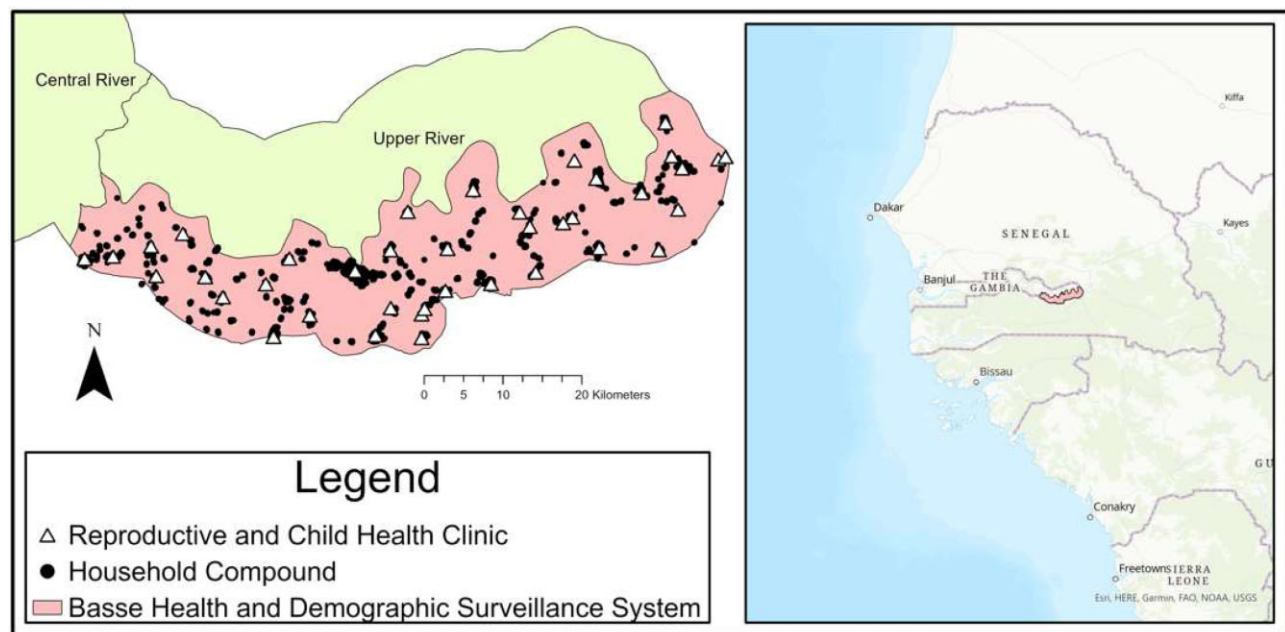 Central River
Upper River
N
0 5 10 20 Kilometers
Legend
Reproductive and Child Health Clinic
Household Compound
Basse Health and Demographic Surveillance System
Kiffa
Dakar
Kayes
SENEGAL
Banjul
THE
GAMBIA
Bissau
GU
Conakry
Freetown
SIERRA
LEONE
Esri, HERE, Garmin, FAO, NOAA, USGS